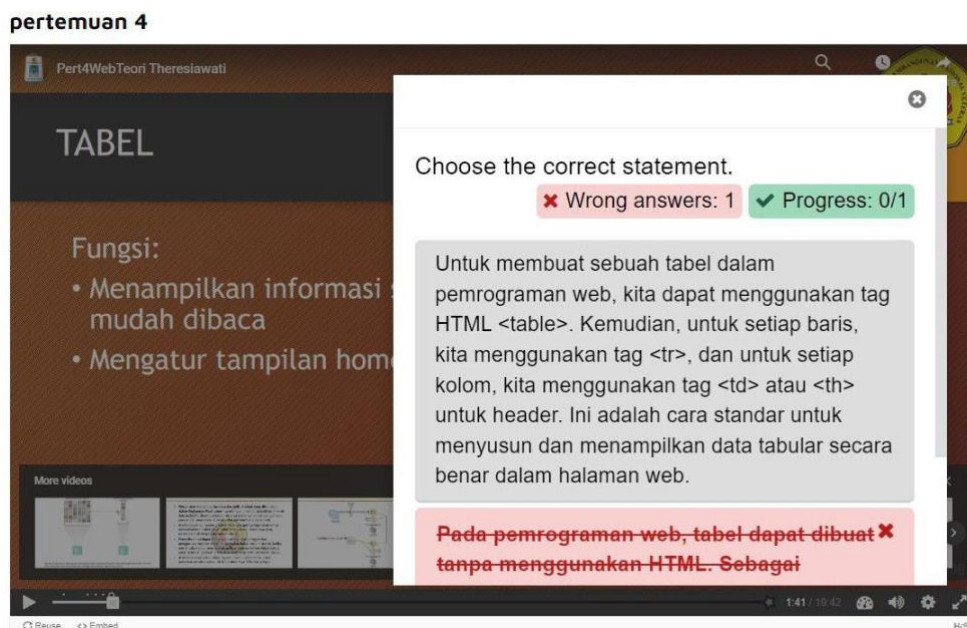 pertemuan 4
Pert4WebTeori Theresiawati
TABEL
Fungsi:
• Menampilkan informasi
mudah dibaca
• Mengatur tampilan home
Choose the correct statement.
✖ Wrong answers: 1 ✔ Progress: 0/1
Untuk membuat sebuah tabel dalam
pemrograman web, kita dapat menggunakan tag
HTML <table>. Kemudian, untuk setiap baris,
kita menggunakan tag <tr>, dan untuk setiap
kolom, kita menggunakan tag <td> atau <th>
untuk header. Ini adalah cara standar untuk
menyusun dan menampilkan data tabular secara
benar dalam halaman web.
Pada pemrograman web, tabel dapat dibuat ✖
tanpa menggunakan HTML. Sebagai
More videos
1:41 / 19:42
Reuse <> Embed